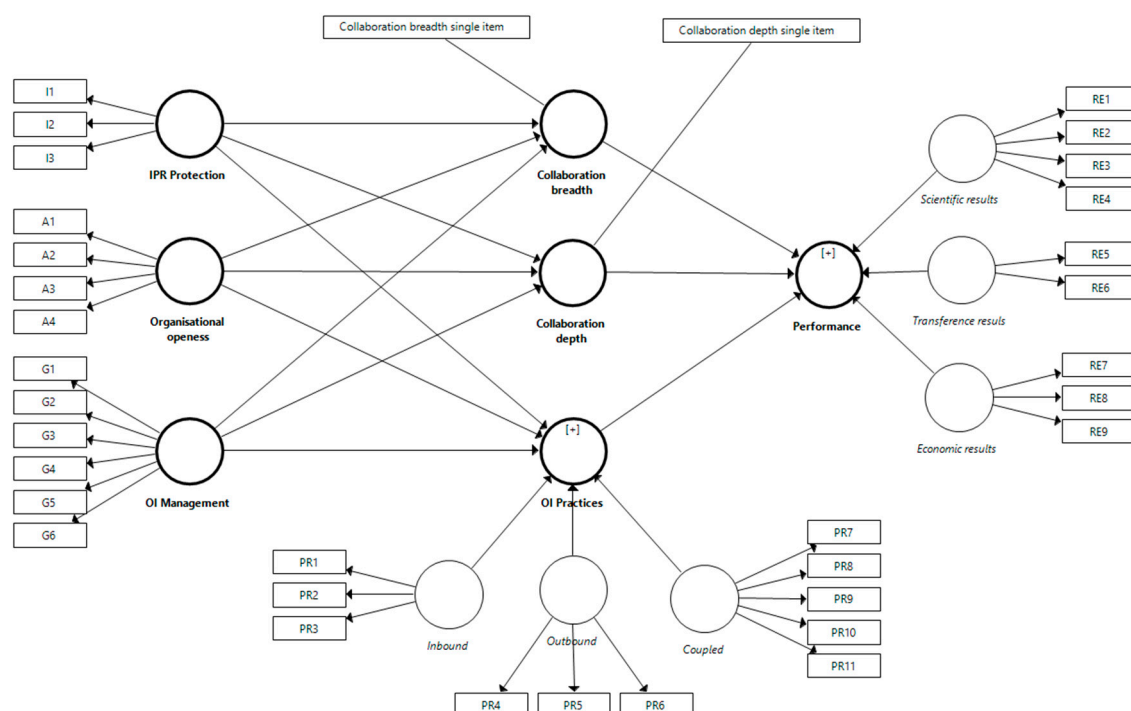 Collaboration breadth single item
Collaboration depth single item
I1
I2
I3
IPR Protection
Collaboration
breadth
RE1
RE2
RE3
RE4
Scientific results
A1
A2
A3
A4
Organisational
openess
Collaboration
depth
[+]
Performance
RE5
RE6
Transference resuls
G1
G2
G3
G4
G5
G6
OI Management
[+]
OI Practices
RE7
RE8
RE9
Economic results
PR1
PR2
PR3
Inbound
Outbound
Coupled
PR7
PR8
PR9
PR10
PR11
PR4
PR5
PR6